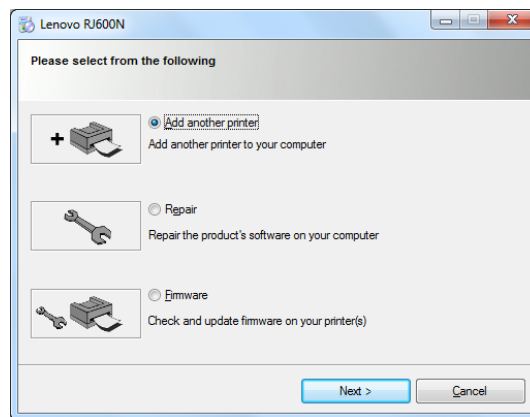 Lenovo RJ600N
Please select from the following
Add another printer
Add another printer to your computer
Repair
Repair the product's software on your computer
Firmware
Check and update firmware on your printer(s)
Next >
Cancel